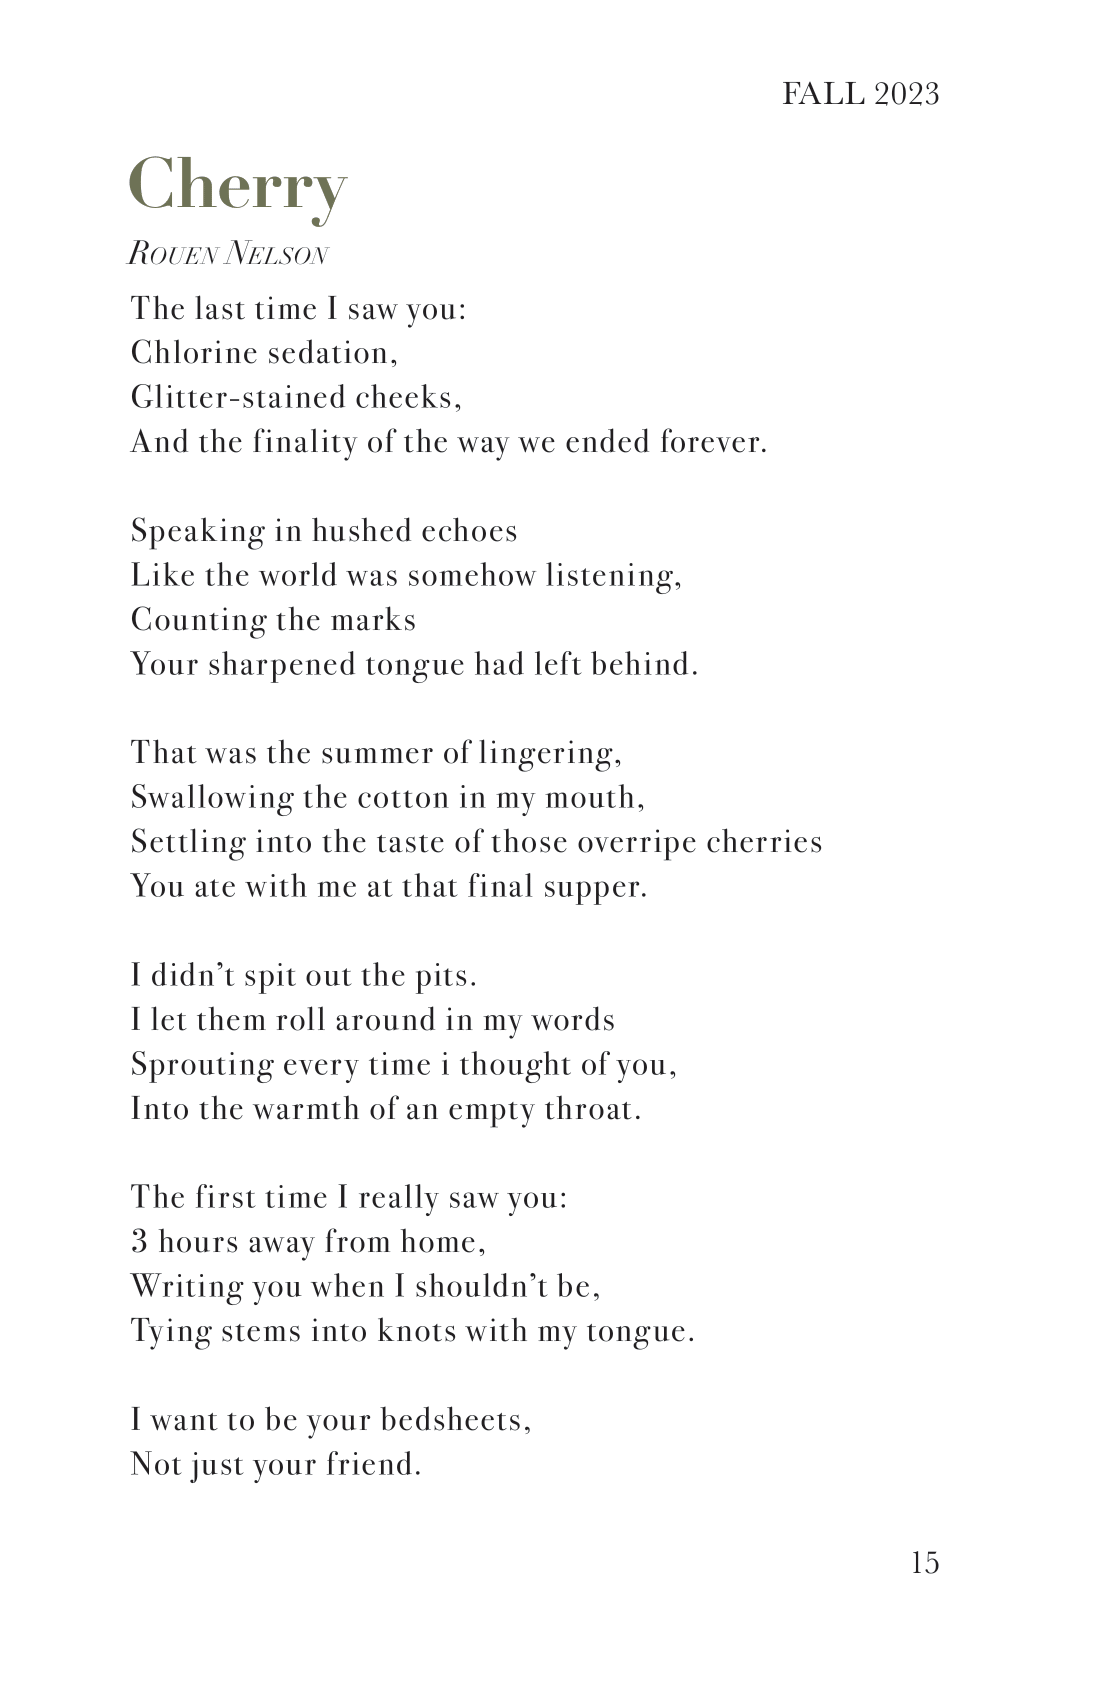 FALL 2023
Cherry
Rouen Nelson
The last time I saw you:
Chlorine sedation,
Glitter-stained cheeks,
And the finality of the way we ended forever.
Speaking in hushed echoes
Like the world was somehow listening,
Counting the marks
Your sharpened tongue had left behind.
That was the summer of lingering,
Swallowing the cotton in my mouth,
Settling into the taste of those overripe cherries
You ate with me at that final supper.
I didn’t spit out the pits.
I let them roll around in my words
Sprouting every time i thought of you,
Into the warmth of an empty throat.
The first time I really saw you:
3 hours away from home,
Writing you when I shouldn’t be,
Tying stems into knots with my tongue.
I want to be your bedsheets,
Not just your friend.
15